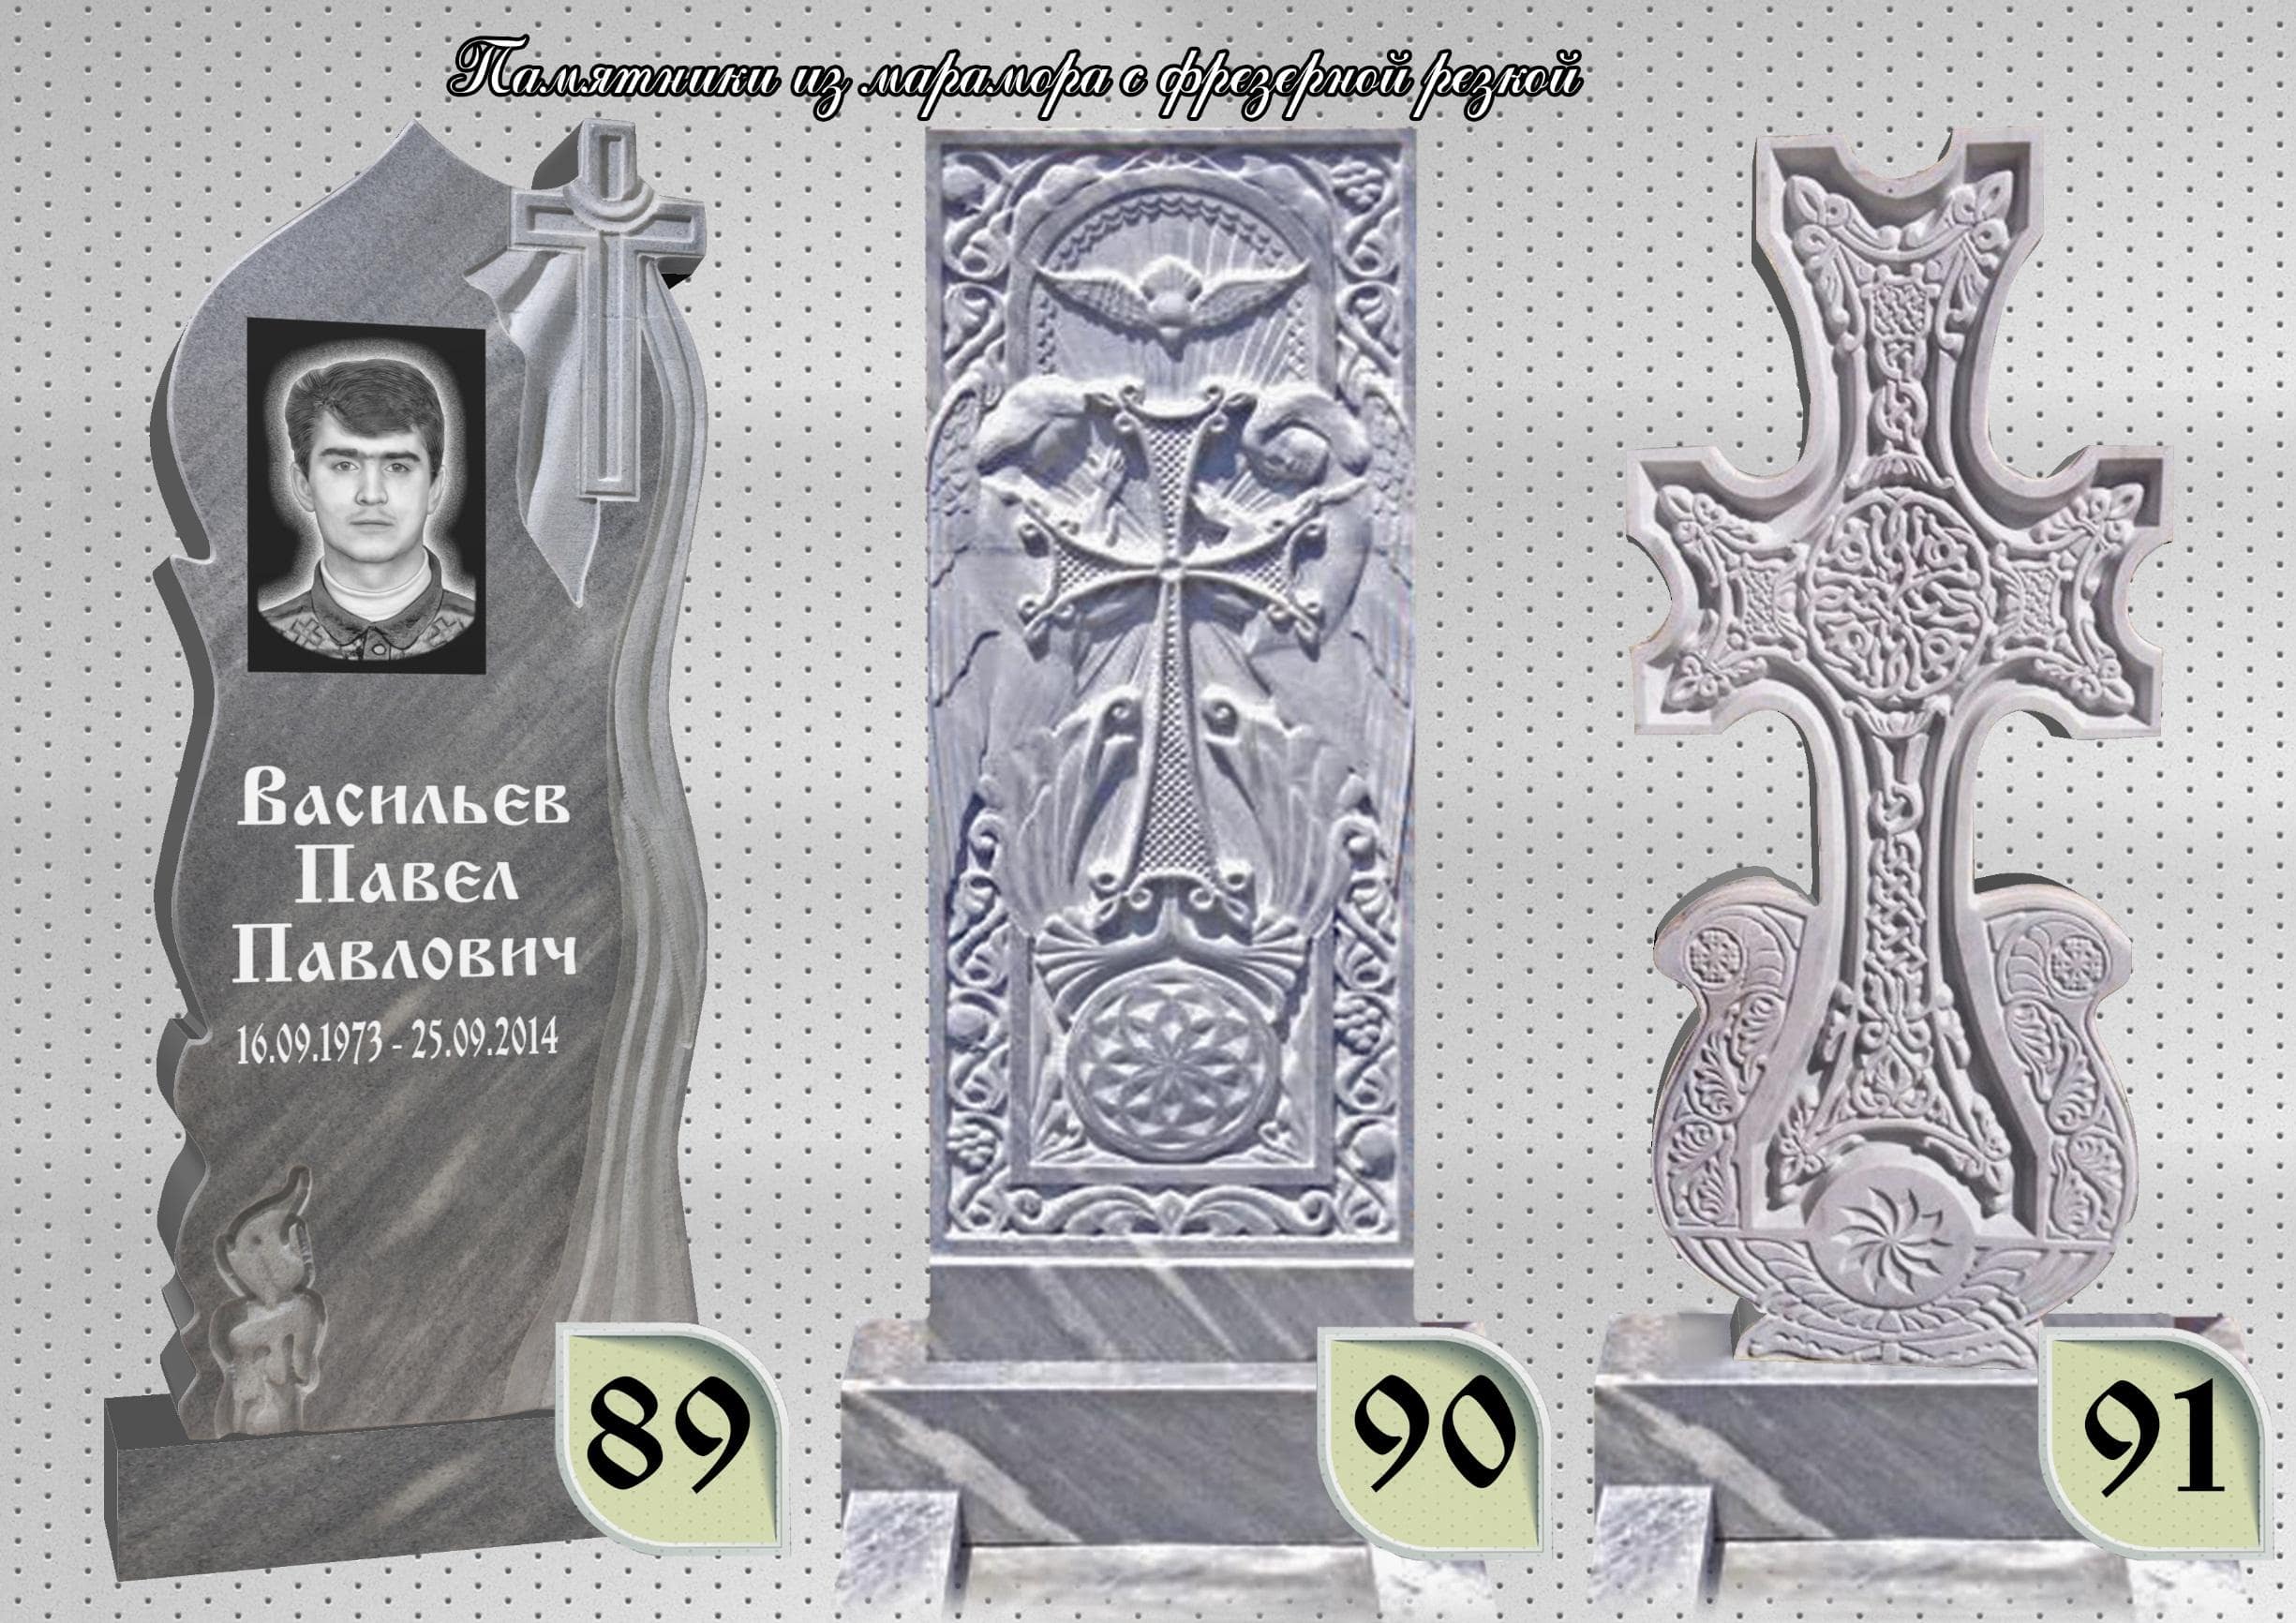 Памятники из марамора с фрезерной резкой
Васильев
Павел
Павлович
16.09.1973 - 25.09.2014
89
90
91